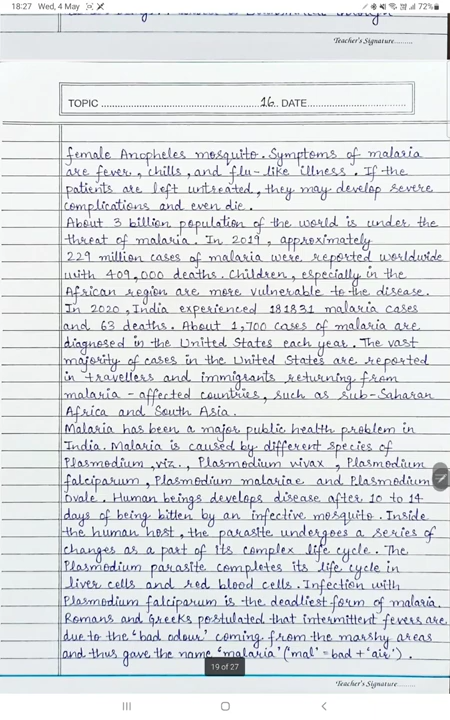 18:27 Wed, 4 May
72%
Teacher's Signature..........
TOPIC ........................................16. DATE..............................
female Anopheles mosquito. Symptoms of malaria
are fever, chills, and flu-like illness. If the
patients are left untreated, they may develop severe
complications and even die.
About 3 billion population of the world is under the
threat of malaria. In 2019, approximately
229 million cases of malaria were reported worldwide
with 409,000 deaths. Children, especially in the
African region are more vulnerable to the disease.
In 2020, India experienced 181831 malaria cases
and 63 deaths. About 1,700 cases of malaria are
diagnosed in the United States each year. The vast
majority of cases in the United States are reported
in travellers and immigrants returning from
malaria-affected countries, such as sub-Saharan
Africa and South Asia.
Malaria has been a major public health problem in
India. Malaria is caused by different species of
Plasmodium, viz., Plasmodium vivax, Plasmodium
falciparum, Plasmodium malariae and Plasmodium
Ovale. Human beings develops disease after 10 to 14
days of being bitten by an infective mosquito. Inside
the human host, the parasite undergoes a series of
changes as a part of its complex life cycle. The
Plasmodium parasite completes its life cycle in
liver cells and red blood cells. Infection with
Plasmodium falciparum is the deadliest form of malaria.
Romans and Greeks postulated that intermittent fevers are
due to the 'bad odour' coming from the marshy areas
and thus gave the name 'malaria' ('mal' = bad + 'air').
19 of 27
Teacher's Signature..........